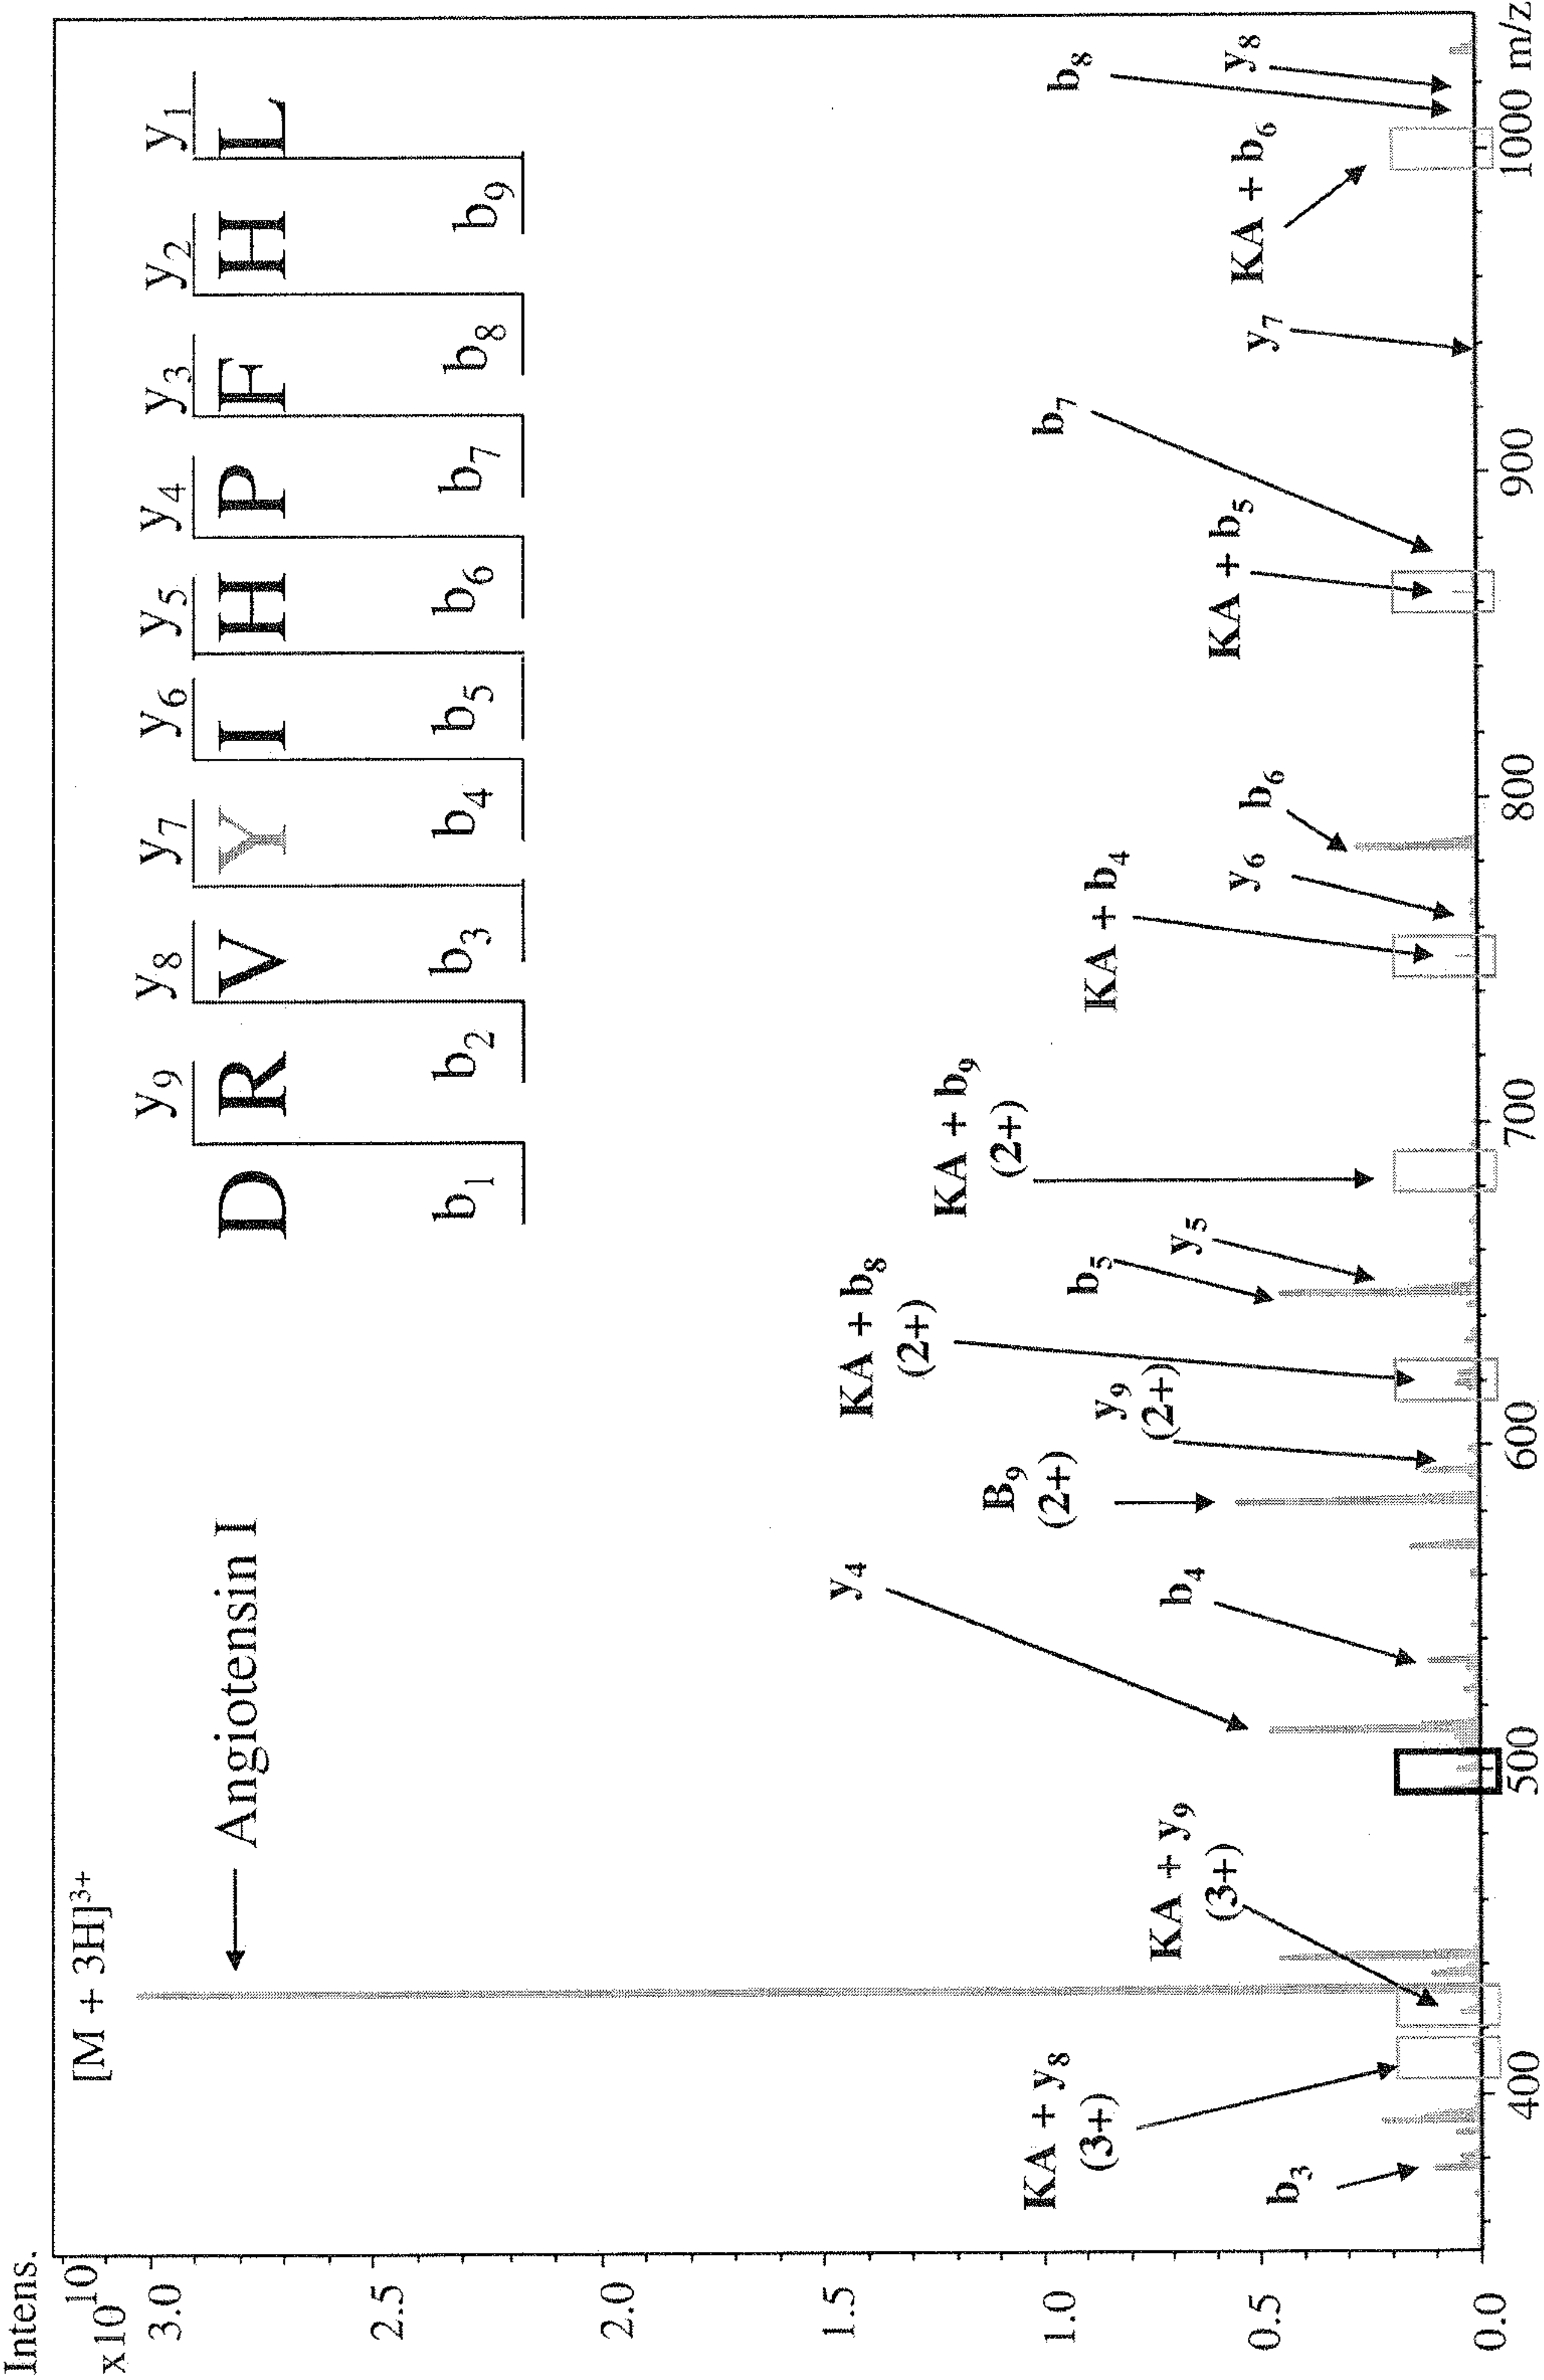 Intens.
x10¹⁰
[M + 3H]³⁺
Angiotensin I
y₉ y₈ y₇ y₆ y₅ y₄ y₃ y₂ y₁
D R V Y I H P F H L
b₁ b₂ b₃ b₄ b₅ b₆ b₇ b₈ b₉
3.0
2.5
2.0
1.5
1.0
0.5
0.0
b₃
KA + y₈
(3+)
KA + y₉
(3+)
y₄
b₄
B₉
(2+)
y₉
(2+)
KA + b₈
(2+)
b₅
y₅
KA + b₉
(2+)
KA + b₄
y₆
b₆
KA + b₅
b₇
y₇
KA + b₆
b₈
y₈
400 500 600 700 800 900 1000 m/z